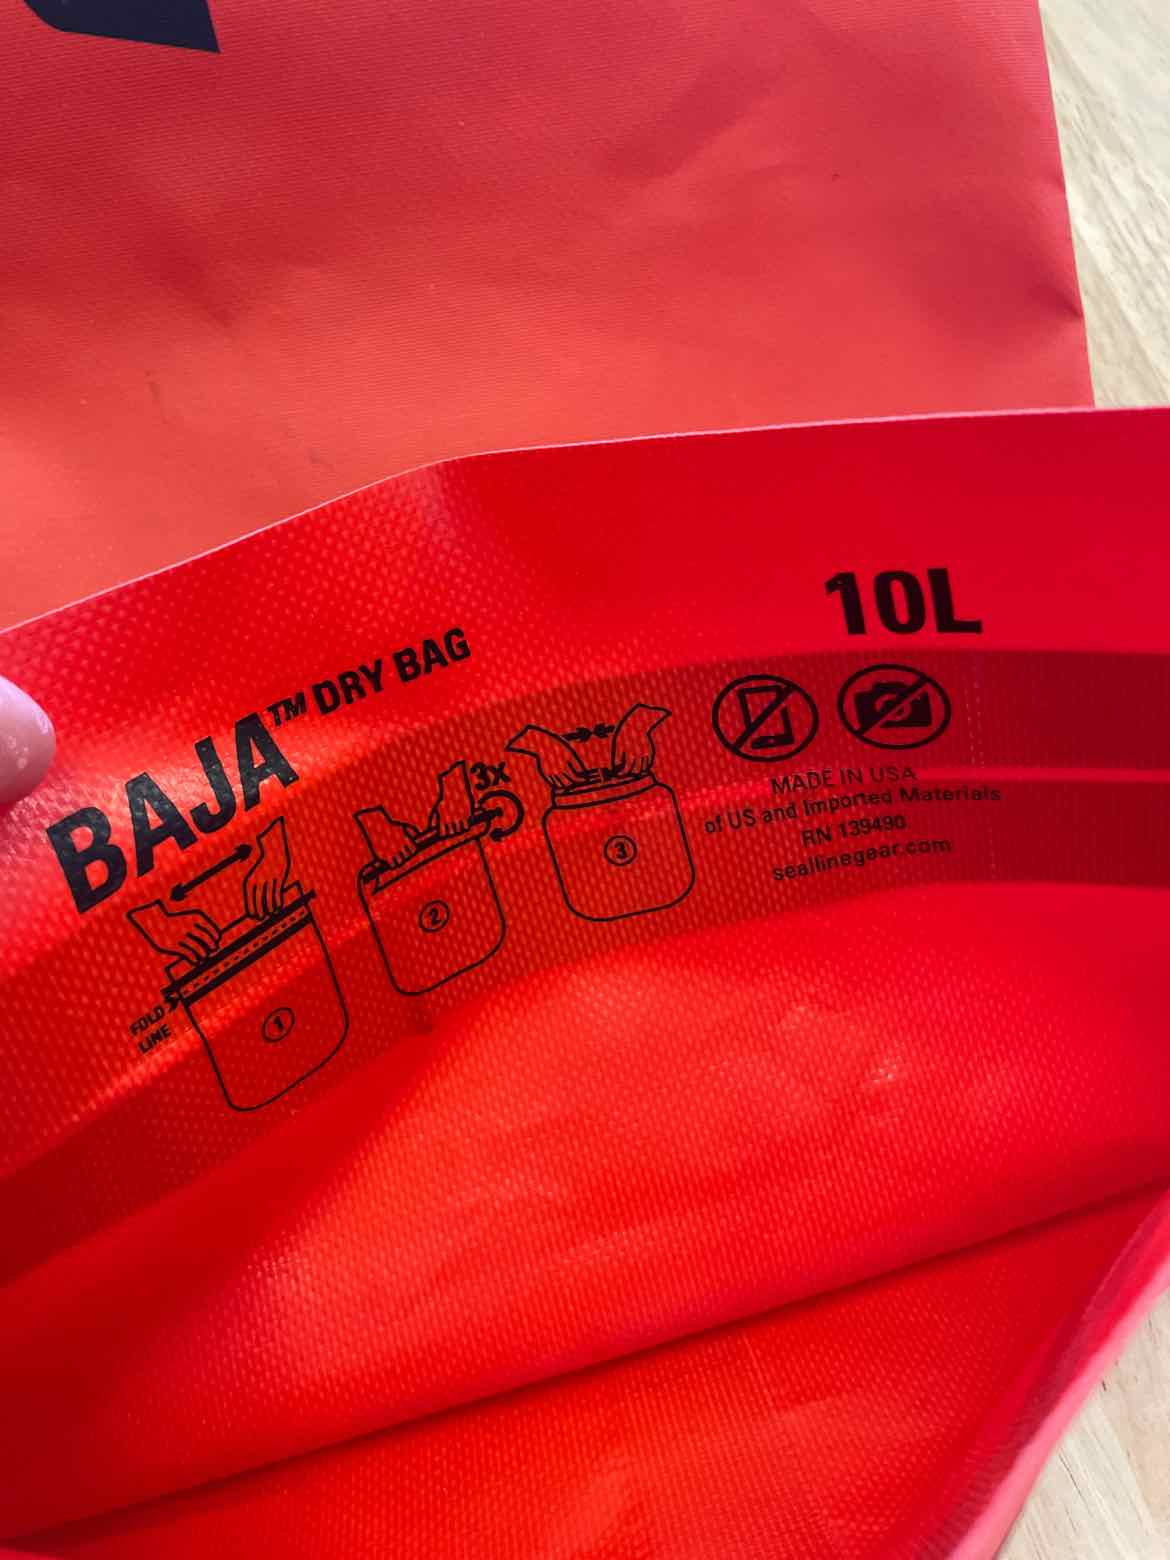 10L
BAJA™ DRY BAG
3x
FOLD
LINE
1
2
3
MADE IN USA
of US and Imported Materials
RN 139490
seallinegear.com